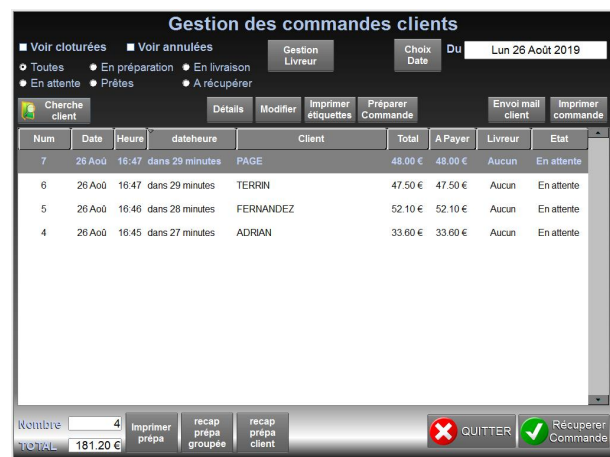 Gestion des commandes clients
Voir cloturées Voir annulées Gestion Livreur Choix Date Du Lun 26 Août 2019
Toutes En préparation En livraison
En attente Prêtes A récupérer
Cherche client Détails Modifier Imprimer étiquettes Préparer Commande Envoi mail client Imprimer commande
Num Date Heure dateheure Client Total A Payer Livreur Etat
7 26 Aoû 16:47 dans 29 minutes PAGE 48.00 € 48.00 € Aucun En attente
6 26 Aoû 16:47 dans 29 minutes TERRIN 47.50 € 47.50 € Aucun En attente
5 26 Aoû 16:46 dans 28 minutes FERNANDEZ 52.10 € 52.10 € Aucun En attente
4 26 Aoû 16:45 dans 27 minutes ADRIAN 33.60 € 33.60 € Aucun En attente
Nombre 4 Imprimer prépa recap prépa groupée recap prépa client QUITTER Récuperer Commande
TOTAL 181.20 €